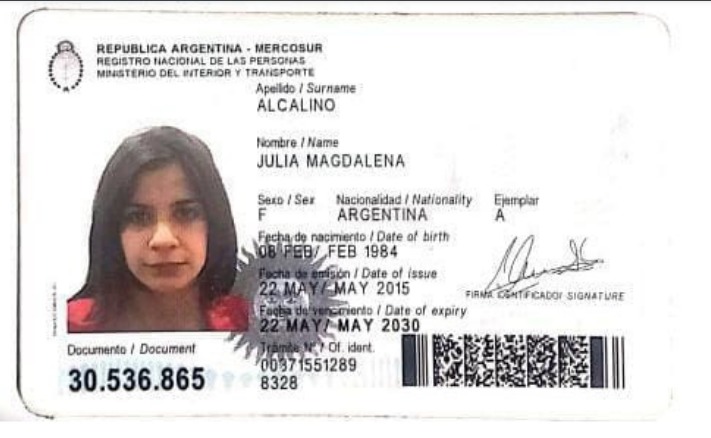 REPUBLICA ARGENTINA - MERCOSUR
REGISTRO NACIONAL DE LAS PERSONAS
MINISTERIO DEL INTERIOR Y TRANSPORTE
Apellido / Surname
ALCALINO
Nombre / Name
JULIA MAGDALENA
Sexo / Sex Nacionalidad / Nationality Ejemplar
F ARGENTINA A
Fecha de nacimiento / Date of birth
06 FEB/ FEB 1984
Fecha de emisión / Date of issue
22 MAY/ MAY 2015
FIRMA IDENTIFICADO/ SIGNATURE
Fecha de vencimiento / Date of expiry
22 MAY/ MAY 2030
Trámite N° / Of. ident.
00371551289
8328
Documento / Document
30.536.865